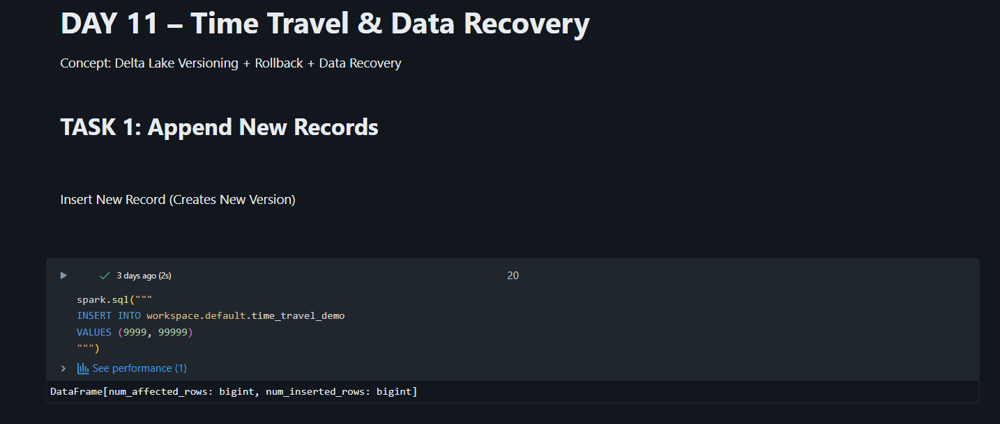 DAY 11 – Time Travel & Data Recovery
Concept: Delta Lake Versioning + Rollback + Data Recovery
TASK 1: Append New Records
Insert New Record (Creates New Version)
3 days ago (2s)
20
spark.sql("""
INSERT INTO workspace.default.time_travel_demo
VALUES (9999, 99999)
""")
See performance (1)
DataFrame[num_affected_rows: bigint, num_inserted_rows: bigint]